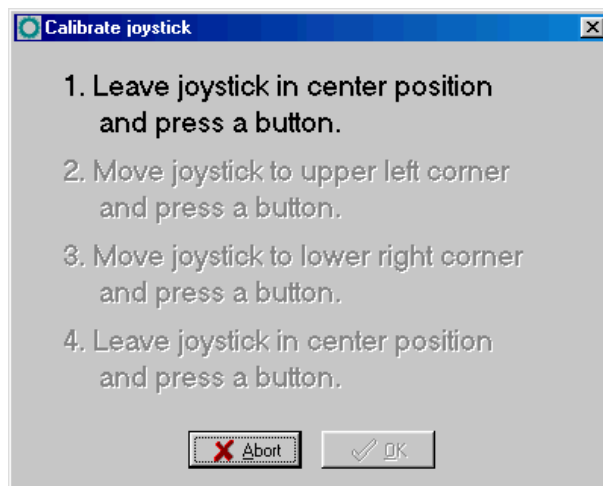 Calibrate joystick
1. Leave joystick in center position
and press a button.
2. Move joystick to upper left corner
and press a button.
3. Move joystick to lower right corner
and press a button.
4. Leave joystick in center position
and press a button.
Abort
OK